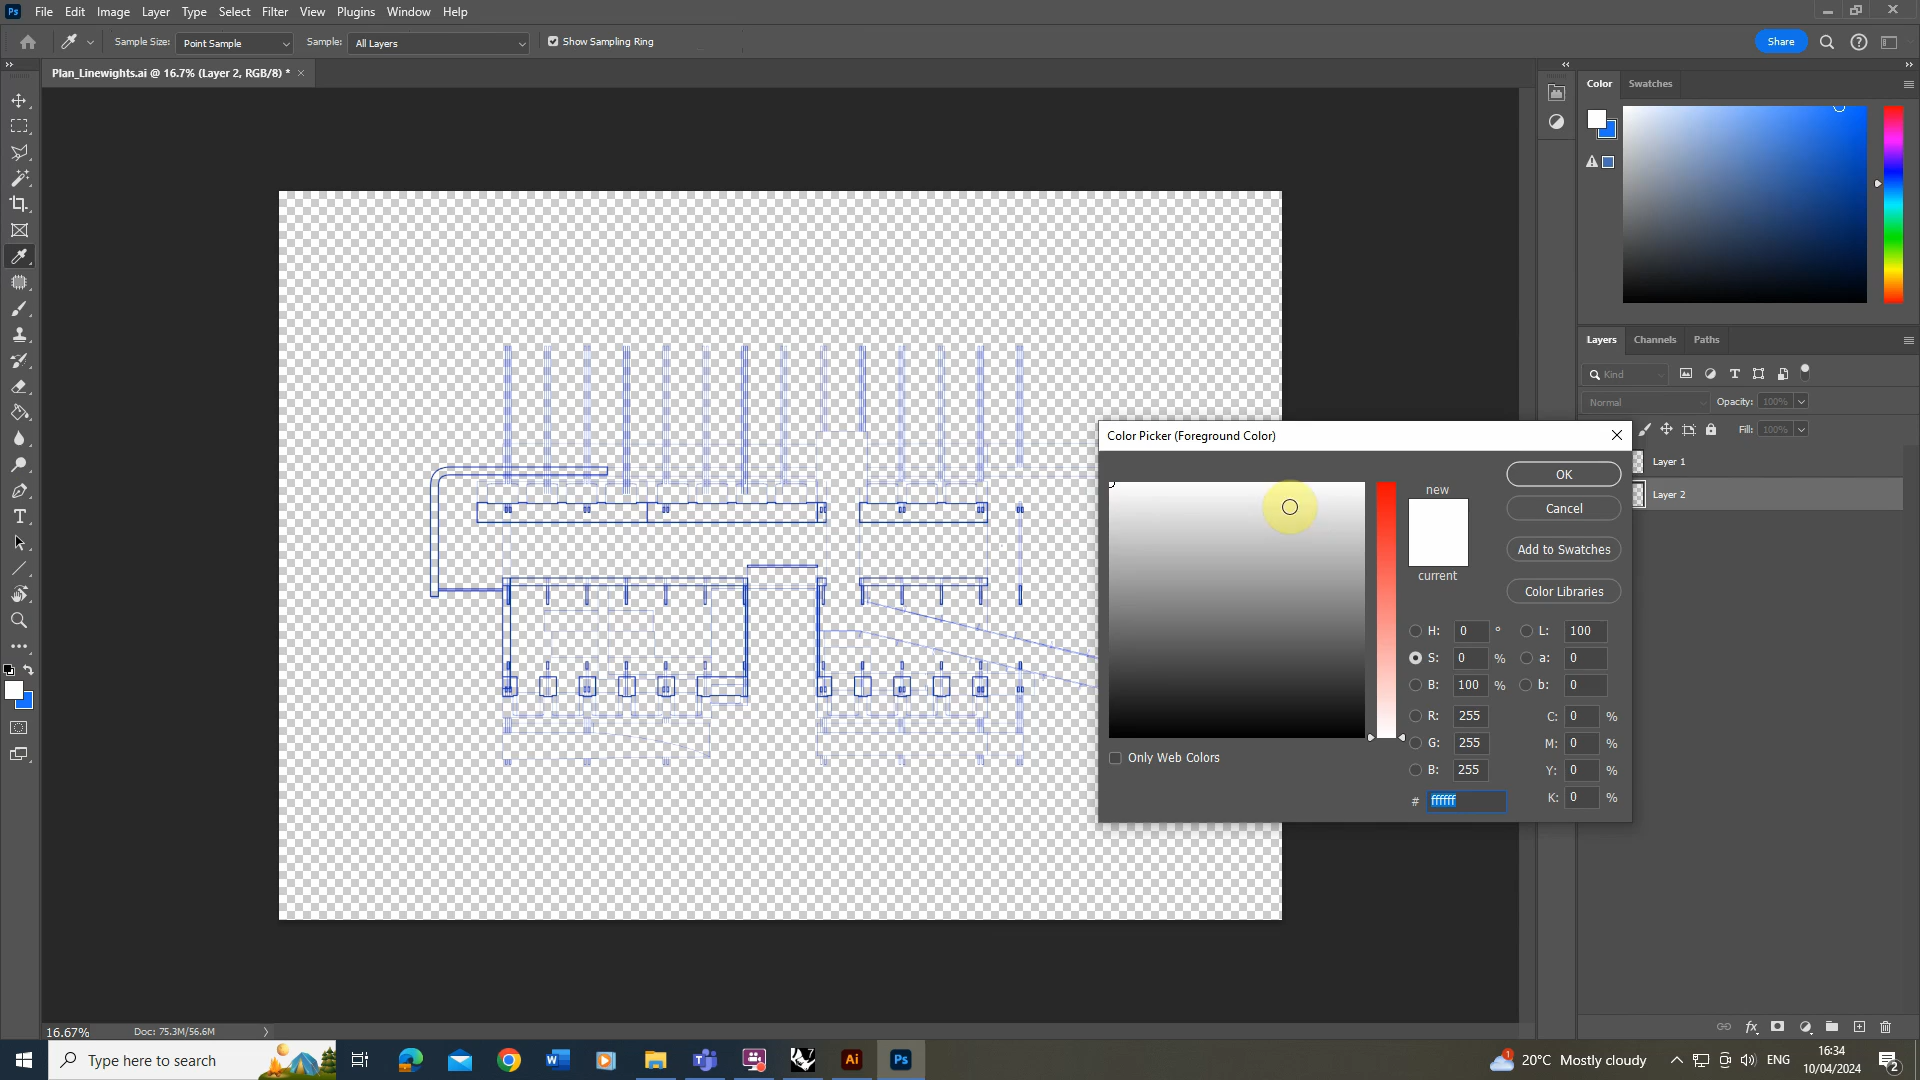 Ps File Edit Image Layer Type Select Filter View Plugins Window Help
Sample Size: Point Sample Sample: All Layers Show Sampling Ring Share
Plan_Linewights.ai @ 16.7% (Layer 2, RGB/8) * ×
Color Swatches
Layers Channels Paths
Kind
Normal Opacity: 100%
Fill: 100%
Layer 1
Layer 2
Color Picker (Foreground Color)
new
current
OK
Cancel
Add to Swatches
Color Libraries
H: 0 ° L: 100
S: 0 % a: 0
B: 100 % b: 0
R: 255 C: 0 %
G: 255 M: 0 %
B: 255 Y: 0 %
# ffffff K: 0 %
Only Web Colors
16.67% Doc: 75.3M/56.6M
Type here to search
Ai Ps
20°C Mostly cloudy ENG
16:34
10/04/2024
2